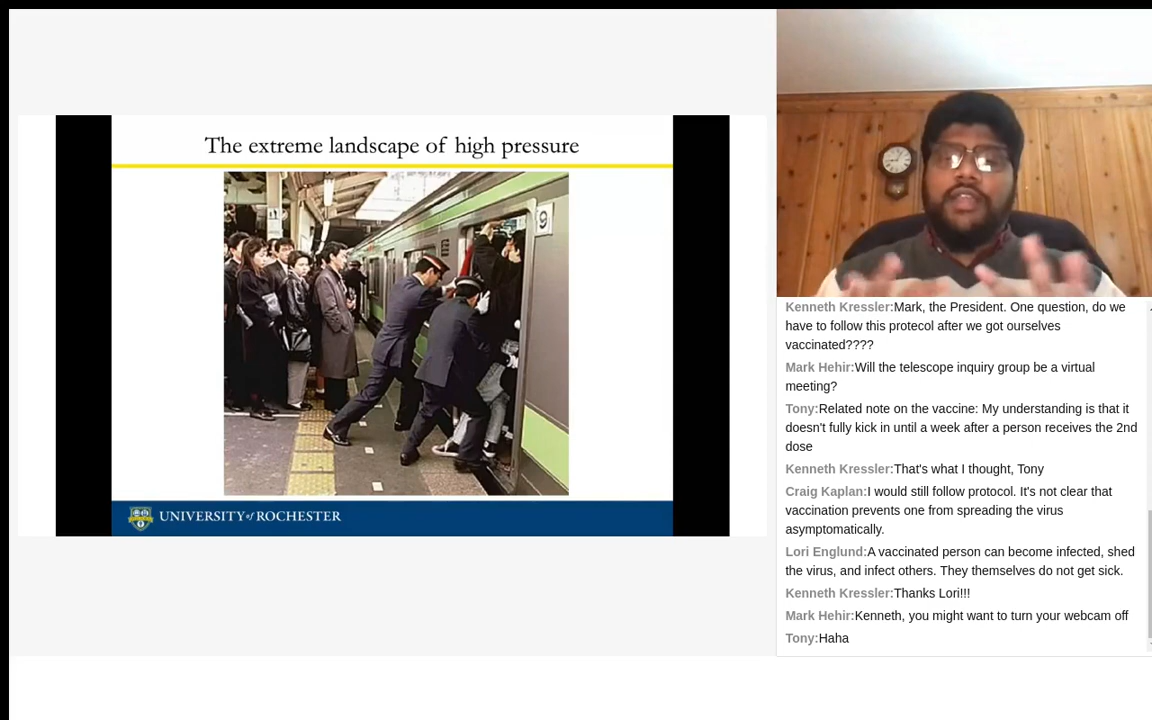 The extreme landscape of high pressure
9
UNIVERSITY of ROCHESTER
Kenneth Kressler:Mark, the President. One question, do we
have to follow this protecol after we got ourselves
vaccinated????
Mark Hehir:Will the telescope inquiry group be a virtual
meeting?
Tony:Related note on the vaccine: My understanding is that it
doesn't fully kick in until a week after a person receives the 2nd
dose
Kenneth Kressler:That's what I thought, Tony
Craig Kaplan:I would still follow protocol. It's not clear that
vaccination prevents one from spreading the virus
asymptomatically.
Lori Englund:A vaccinated person can become infected, shed
the virus, and infect others. They themselves do not get sick.
Kenneth Kressler:Thanks Lori!!!
Mark Hehir:Kenneth, you might want to turn your webcam off
Tony:Haha